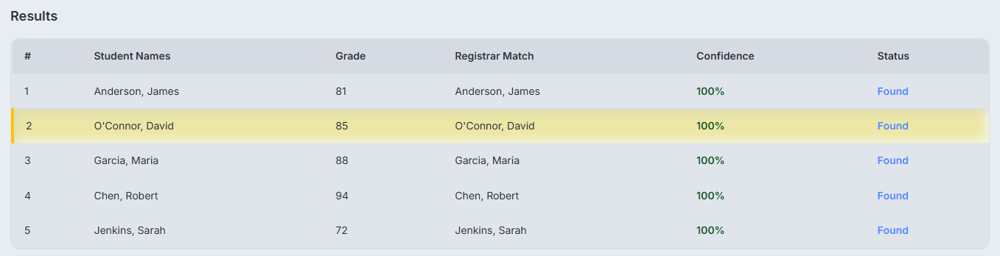 Results
# Student Names Grade Registrar Match Confidence Status
1 Anderson, James 81 Anderson, James 100% Found
2 O'Connor, David 85 O'Connor, David 100% Found
3 Garcia, Maria 88 Garcia, Maria 100% Found
4 Chen, Robert 94 Chen, Robert 100% Found
5 Jenkins, Sarah 72 Jenkins, Sarah 100% Found